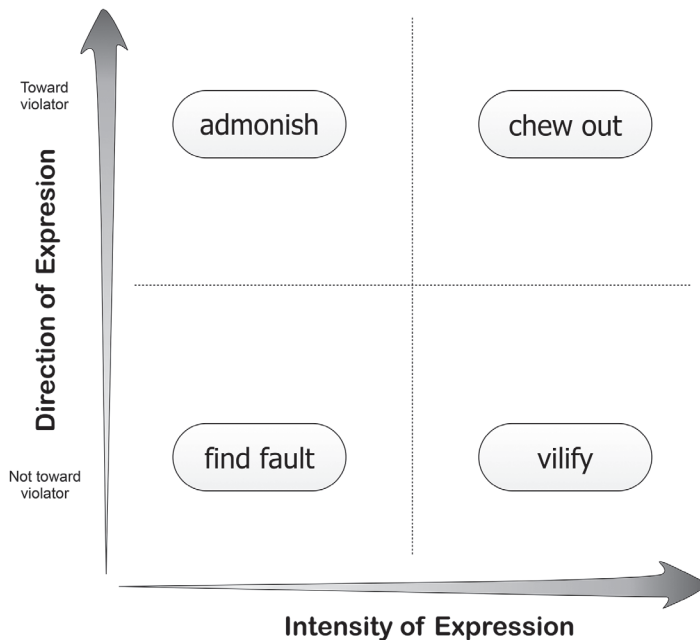 Toward
violator
Direction of Expresion
Not toward
violator
admonish
chew out
find fault
vilify
Intensity of Expression